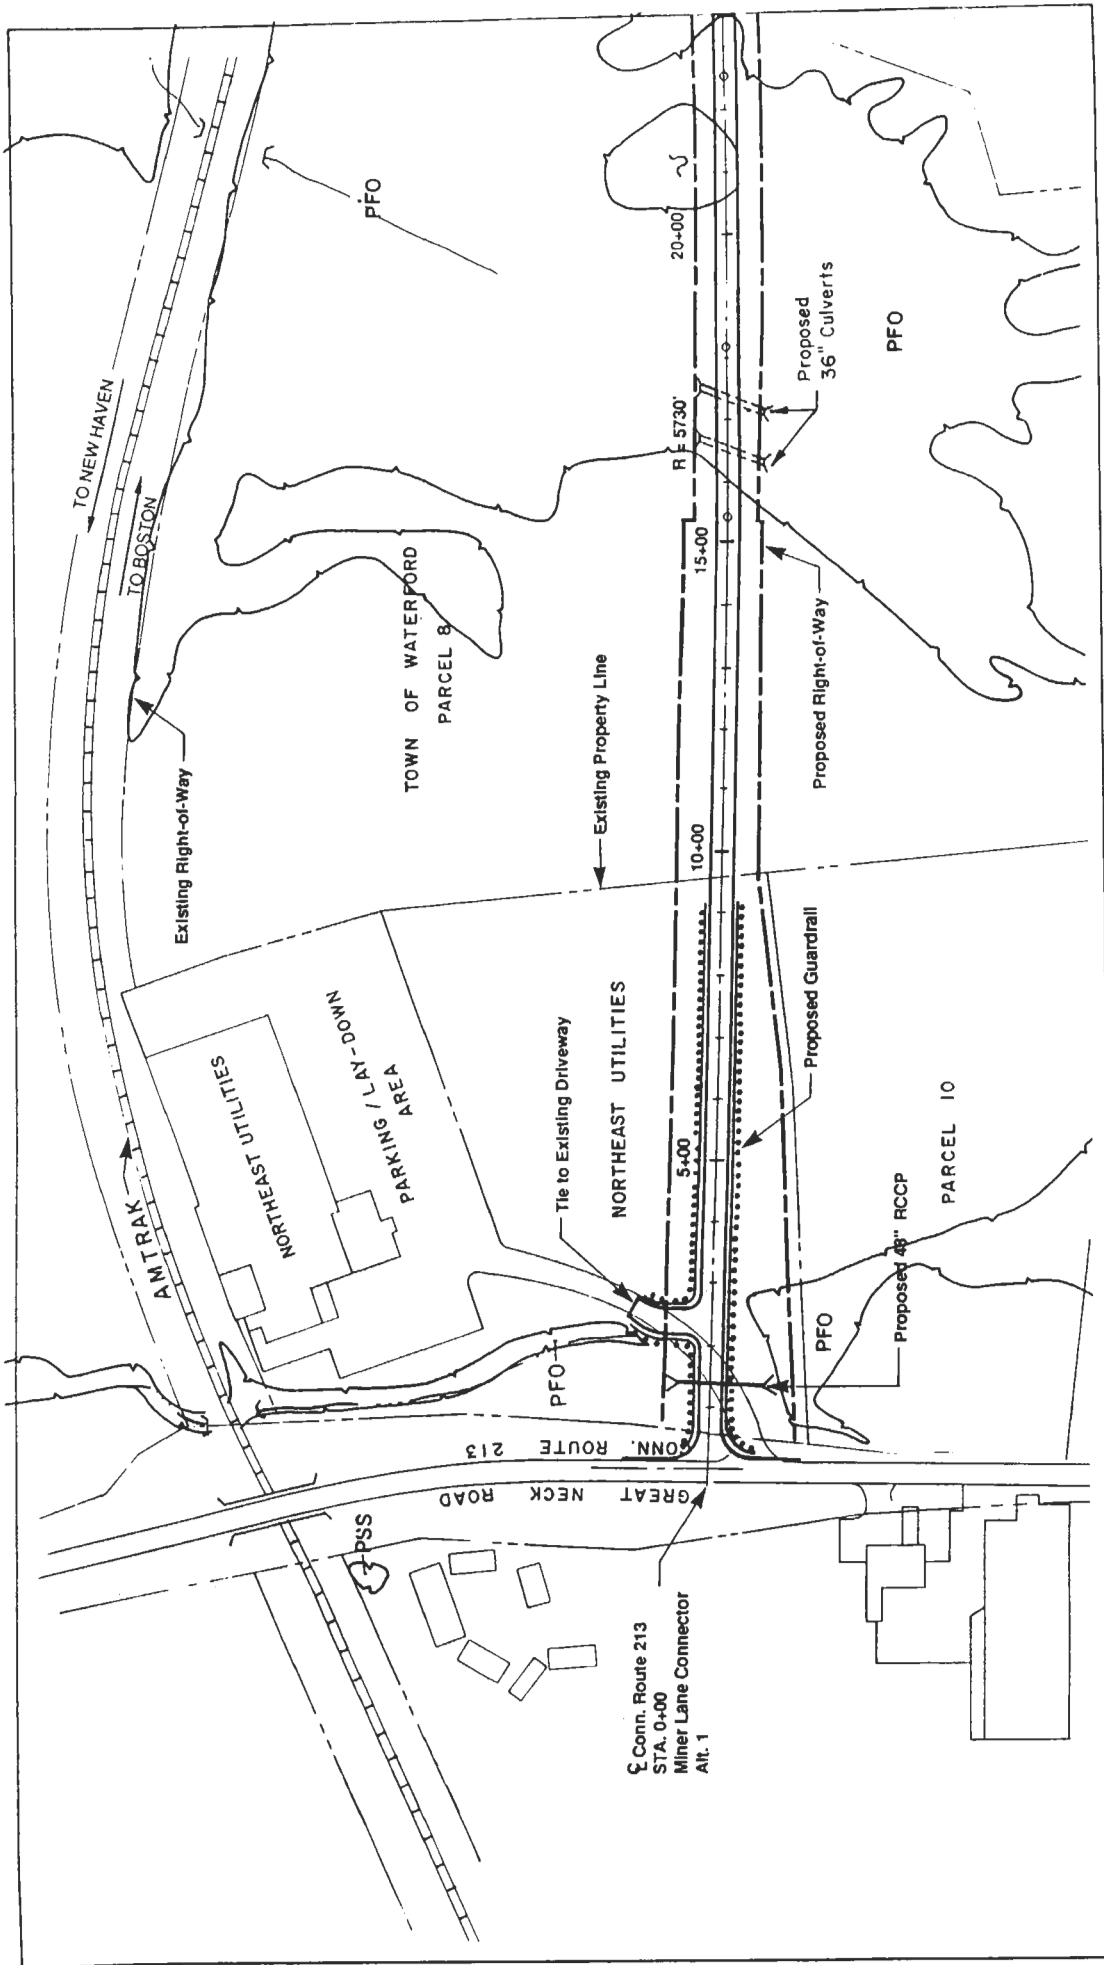 TO NEW HAVEN
TO BOSTON
Existing Right-of-Way
AMTRAK
NORTHEAST UTILITIES
PARKING / LAY-DOWN
AREA
PFO
TOWN OF WATERFORD
PARCEL 8
Existing Property Line
Tie to Existing Driveway
NORTHEAST UTILITIES
PFO
PSS
CONN. ROUTE 213
GREAT NECK ROAD
5+00
10+00
15+00
R = 5730'
20+00
Proposed
36" Culverts
PFO
Proposed Right-of-Way
Proposed Guardrail
PARCEL 10
PFO
Proposed 48" RCCP
℄ Conn. Route 213
STA. 0+00
Miner Lane Connector
Alt. 1